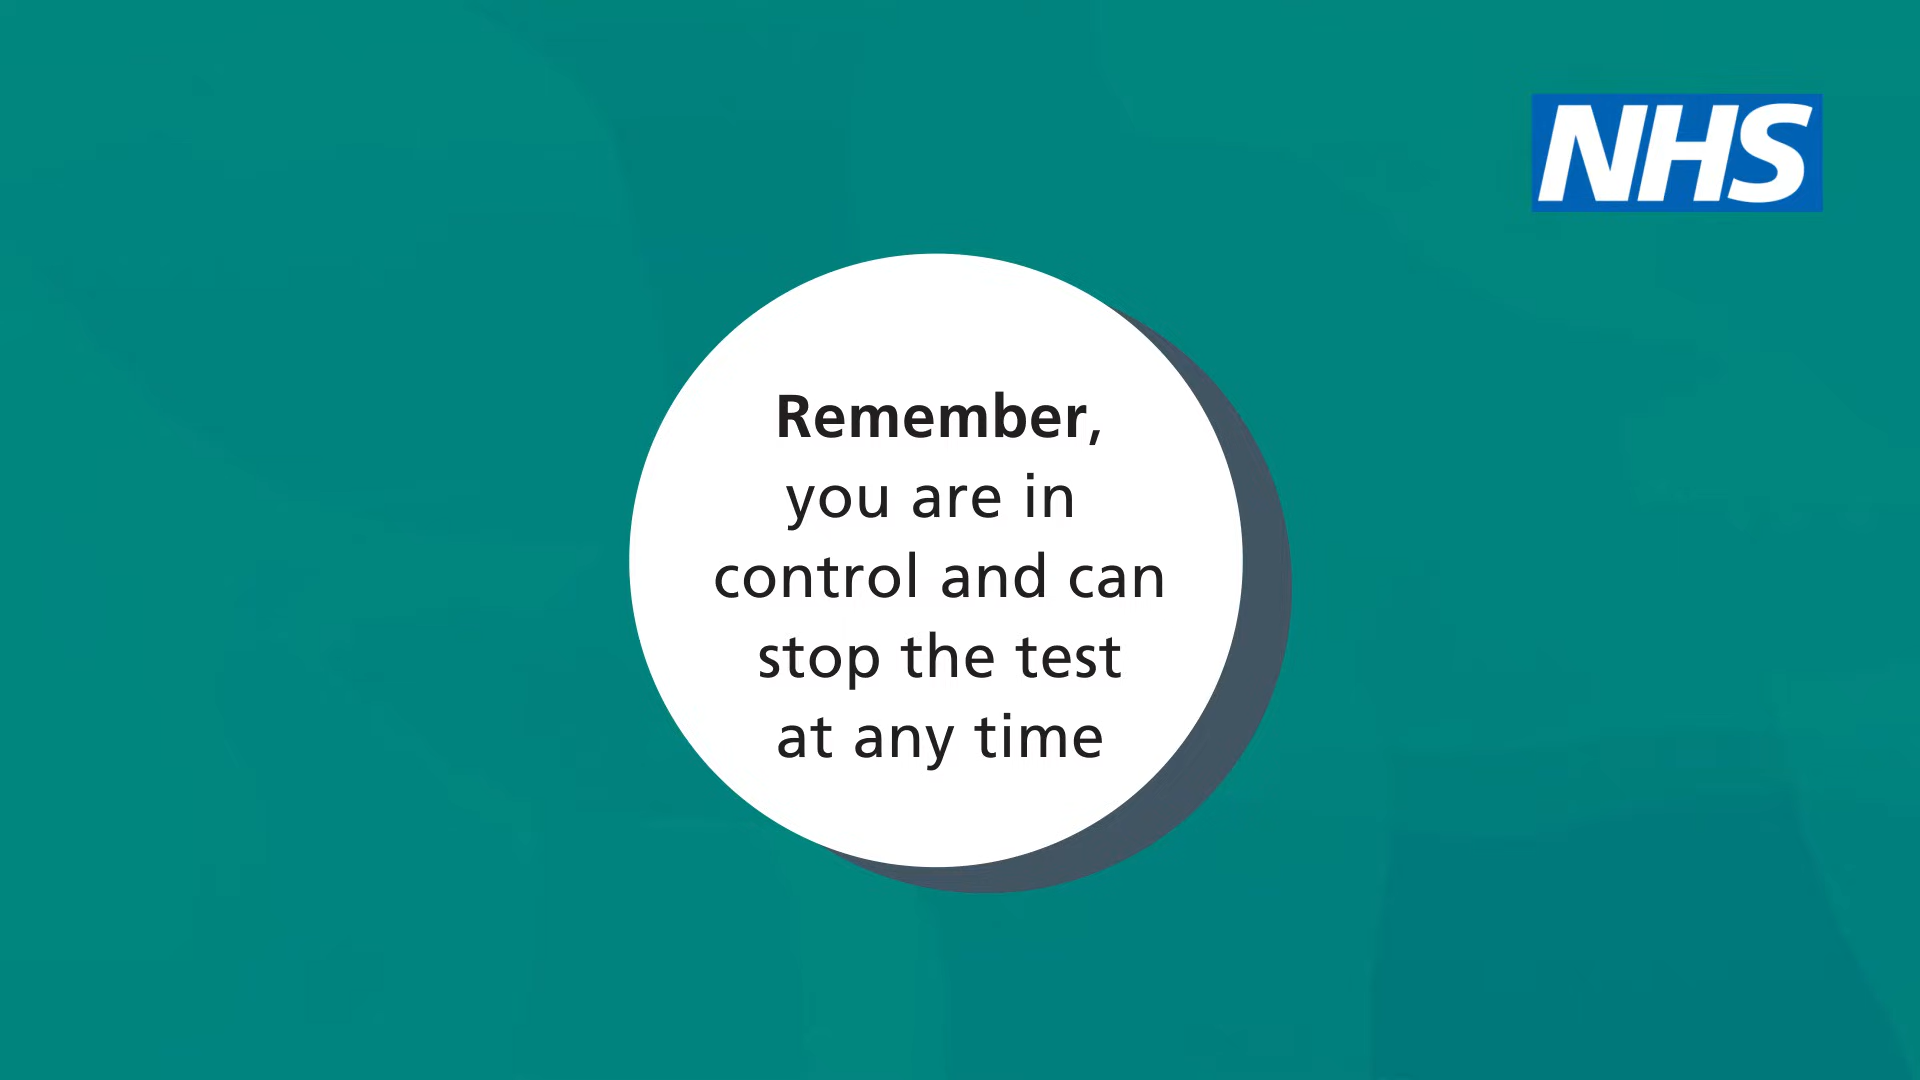 NHS
Remember,
you are in
control and can
stop the test
at any time